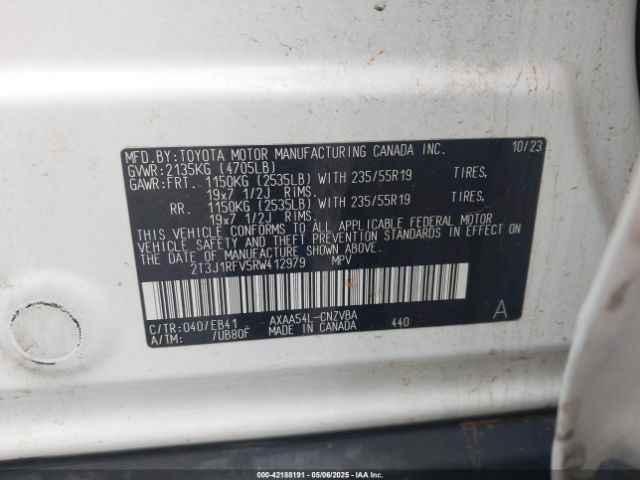 MFD.BY:TOYOTA MOTOR MANUFACTURING CANADA INC. 10/23
GVWR:2135KG (4705LB)
GAWR:FRT. 1150KG (2535LB) WITH 235/55R19 TIRES,
19x7 1/2J RIMS.
RR. 1150KG (2535LB) WITH 235/55R19 TIRES,
19x7 1/2J RIMS.
THIS VEHICLE CONFORMS TO ALL APPLICABLE FEDERAL MOTOR
VEHICLE SAFETY AND THEFT PREVENTION STANDARDS IN EFFECT ON
THE DATE OF MANUFACTURE SHOWN ABOVE.
2T3J1RFV5RW412979 MPV
C/TR:040/EB41 AXAA54L-CNZVBA 440 A
A/TM: /UB80F MADE IN CANADA
000-42188191 - 05/06/2025 - IAA Inc.